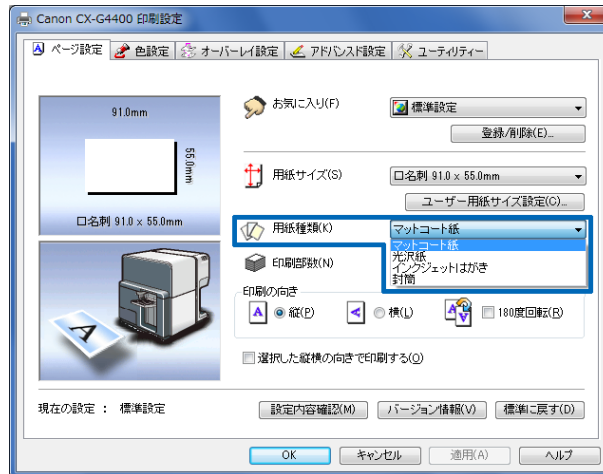 Canon CX-G4400 印刷設定
ページ設定 色設定 オーバーレイ設定 アドバンスド設定 ユーティリティー
91.0mm
55.0mm
口名刺 91.0 x 55.0mm
お気に入り(F) 標準設定
登録/削除(E)...
用紙サイズ(S) 口名刺 91.0 x 55.0mm
ユーザー用紙サイズ設定(C)...
用紙種類(K) マットコート紙
マットコート紙
光沢紙
インクジェットはがき
封筒
印刷部数(N)
印刷の向き
A 縦(P) A 横(L) 180度回転(R)
選択した縦横の向きで印刷する(O)
現在の設定 : 標準設定
設定内容確認(M) バージョン情報(V) 標準に戻す(D)
OK キャンセル 適用(A) ヘルプ